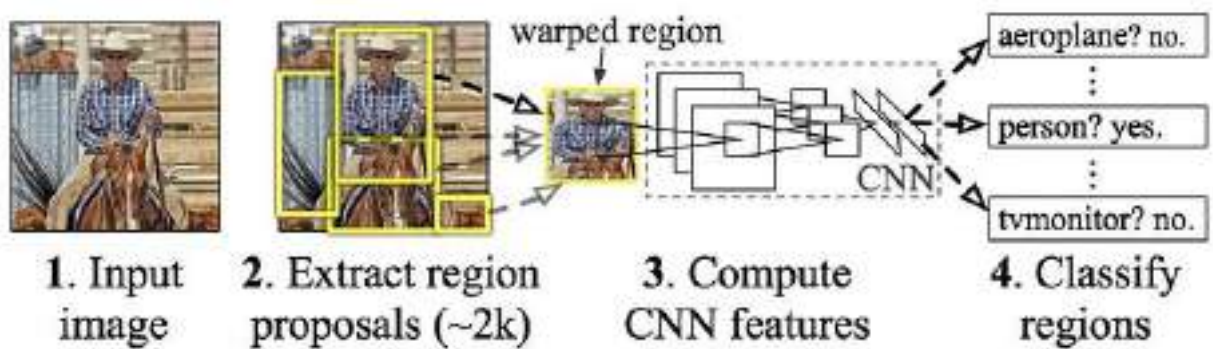 warped region
aeroplane? no.
person? yes.
CNN
tvmonitor? no.
1. Input
image
2. Extract region
proposals (~2k)
3. Compute
CNN features
4. Classify
regions